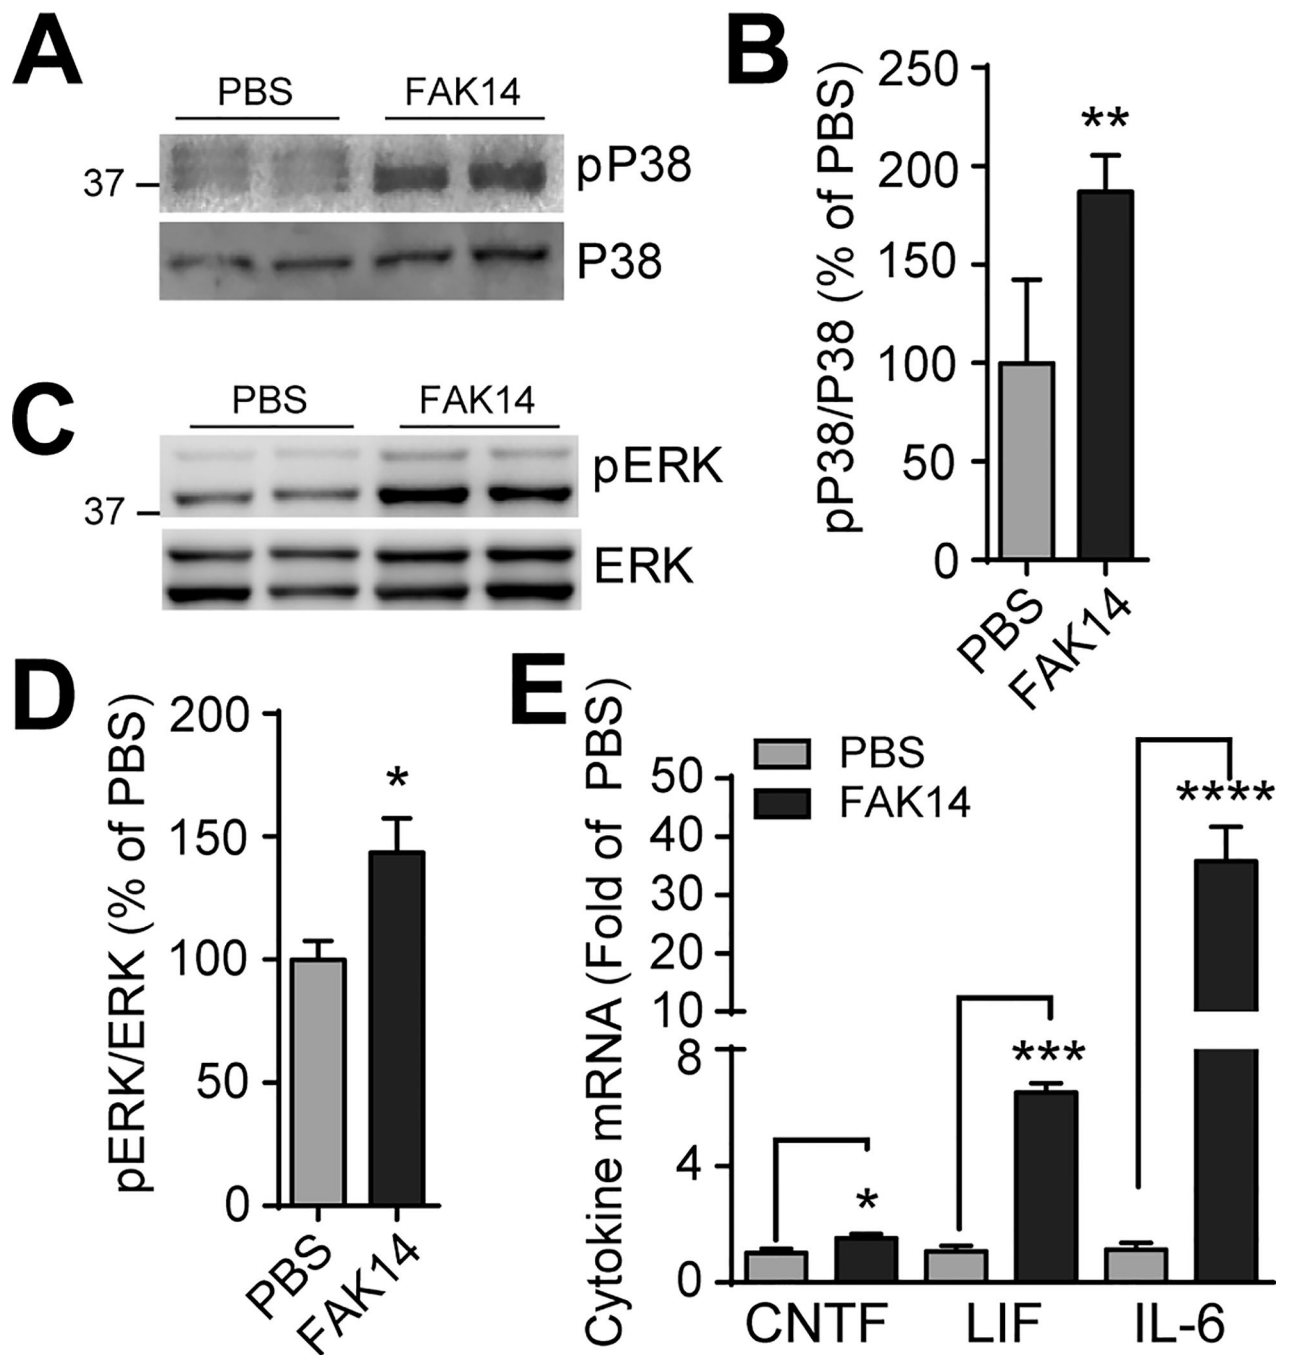 A
PBS FAK14
37
pP38
P38
B
pP38/P38 (% of PBS)
250
200
150
100
50
0
**
PBS
FAK14
C
PBS FAK14
37
pERK
ERK
D
pERK/ERK (% of PBS)
200
150
100
50
0
*
PBS
FAK14
E
Cytokine mRNA (Fold of PBS)
PBS
FAK14
50
40
30
20
10
8
4
0
*
***
****
CNTF LIF IL-6